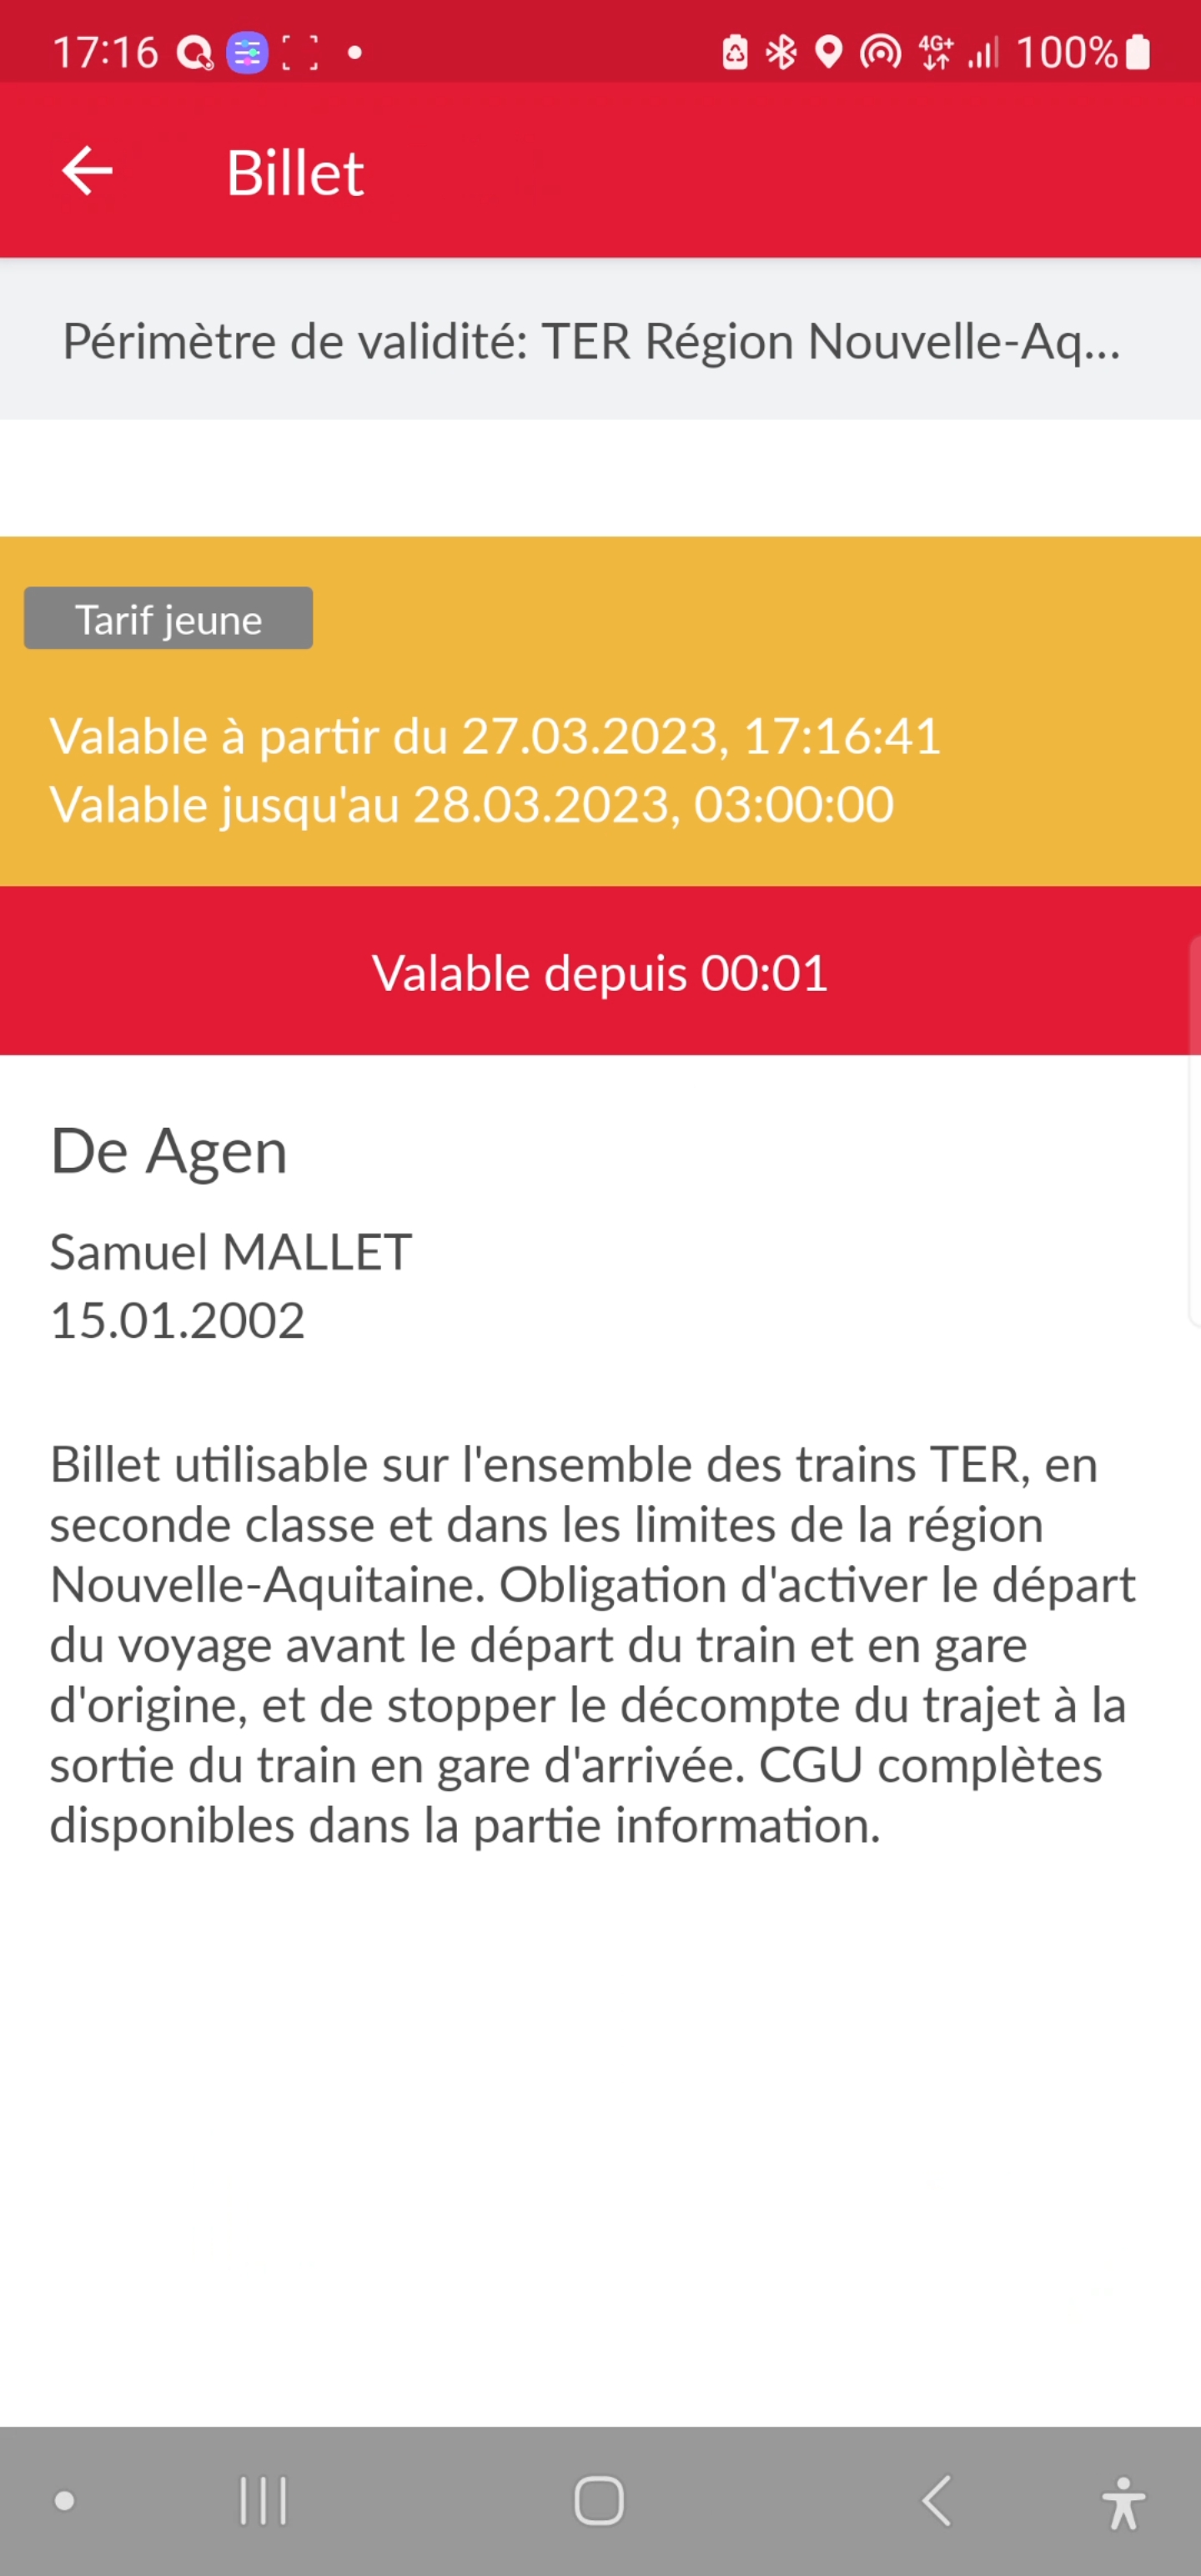 17:16
4G+
100%
Billet
Périmètre de validité: TER Région Nouvelle-Aq...
Tarif jeune
Valable à partir du 27.03.2023, 17:16:41
Valable jusqu'au 28.03.2023, 03:00:00
Valable depuis 00:01
De Agen
Samuel MALLET
15.01.2002
Billet utilisable sur l'ensemble des trains TER, en
seconde classe et dans les limites de la région
Nouvelle-Aquitaine. Obligation d'activer le départ
du voyage avant le départ du train et en gare
d'origine, et de stopper le décompte du trajet à la
sortie du train en gare d'arrivée. CGU complètes
disponibles dans la partie information.